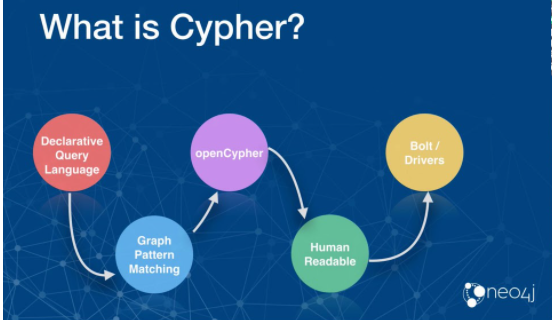 What is Cypher?
Declarative
Query
Language
Graph
Pattern
Matching
openCypher
Human
Readable
Bolt /
Drivers
neo4j